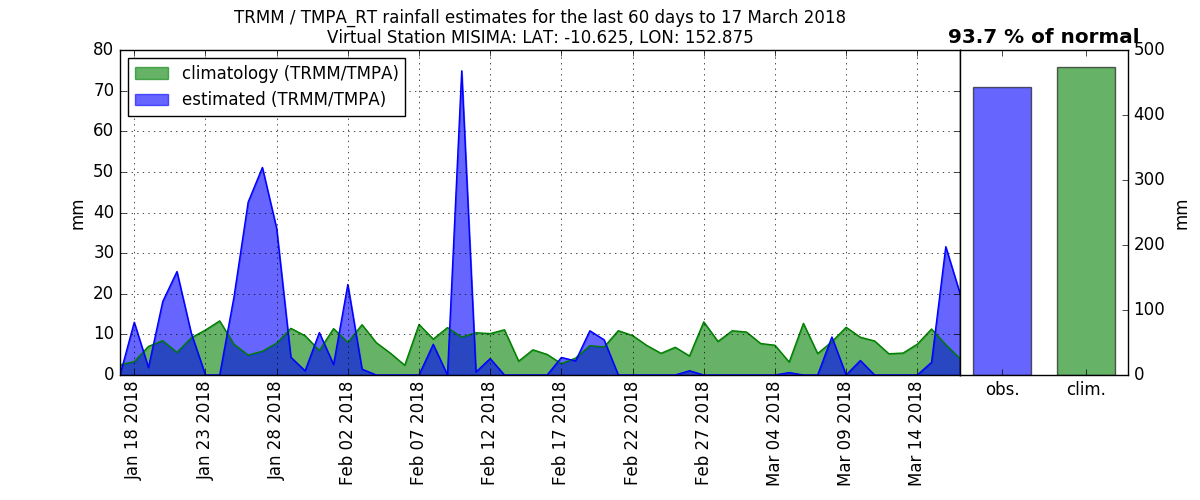 TRMM / TMPA_RT rainfall estimates for the last 60 days to 17 March 2018
Virtual Station MISIMA: LAT: -10.625, LON: 152.875
93.7 % of normal
climatology (TRMM/TMPA)
estimated (TRMM/TMPA)
80
70
60
50
40
30
20
10
0
mm
Jan 18 2018
Jan 23 2018
Jan 28 2018
Feb 02 2018
Feb 07 2018
Feb 12 2018
Feb 17 2018
Feb 22 2018
Feb 27 2018
Mar 04 2018
Mar 09 2018
Mar 14 2018
obs.
clim.
500
400
300
200
100
0
mm